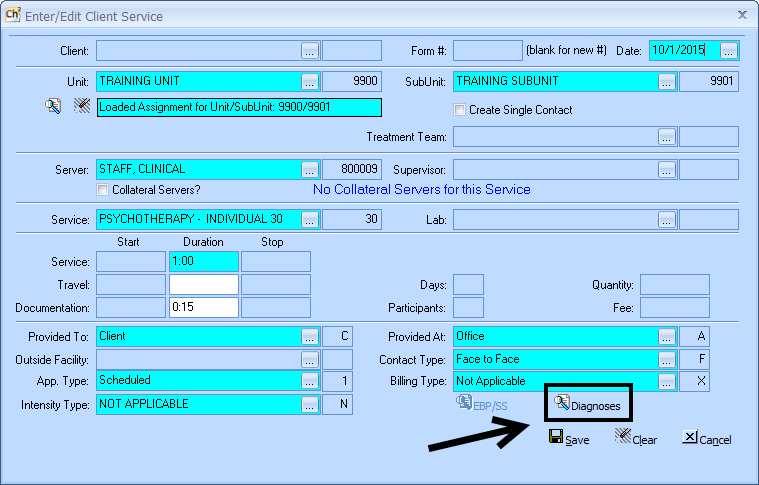 Ch2 Enter/Edit Client Service
Client: ... Form #: (blank for new #) Date: 10/1/2015 ...
Unit: TRAINING UNIT ... 9900 SubUnit: TRAINING SUBUNIT ... 9901
Loaded Assignment for Unit/SubUnit: 9900/9901 Create Single Contact
Treatment Team: ...
Server: STAFF, CLINICAL ... 800009 Supervisor: ...
Collateral Servers? No Collateral Servers for this Service
Service: PSYCHOTHERAPY - INDIVIDUAL 30 ... 30 Lab: ...
Start Duration Stop
Service: 1:00
Travel: Days: Quantity:
Documentation: 0:15 Participants: Fee:
Provided To: Client ... C Provided At: Office ... A
Outside Facility: ... Contact Type: Face to Face ... F
App. Type: Scheduled ... 1 Billing Type: Not Applicable ... X
Intensity Type: NOT APPLICABLE ... N EBP/SS Diagnoses
Save Clear Cancel